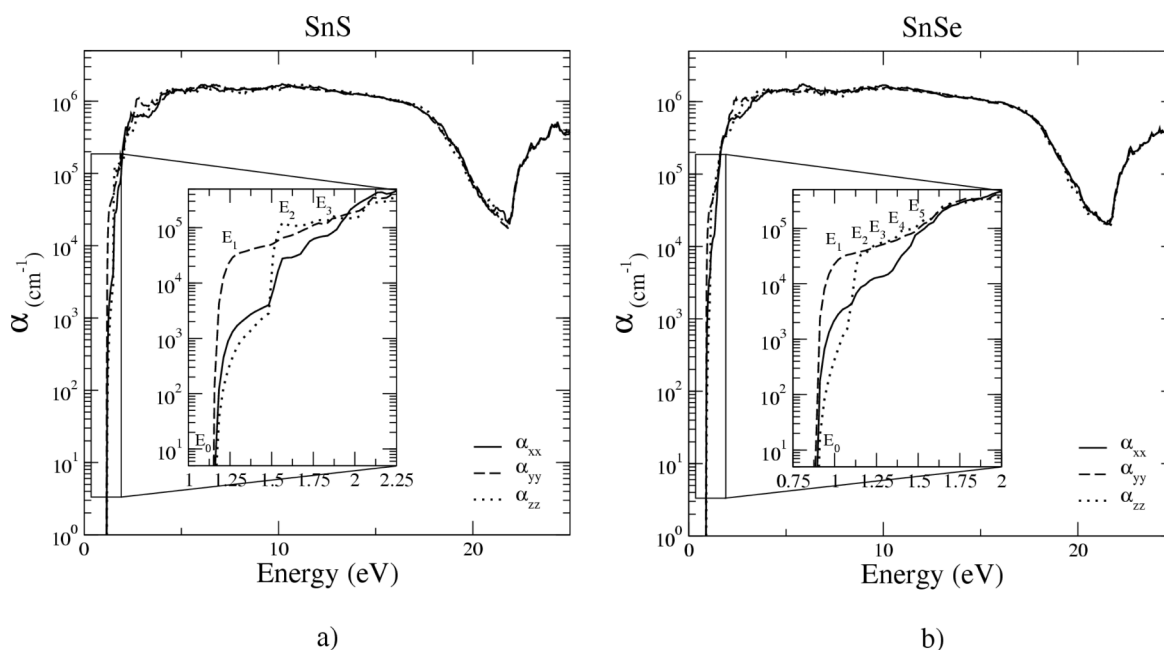 SnS
10^6
10^5
10^4
10^3
10^2
10^1
10^0
α (cm^-1)
0
10
20
Energy (eV)
10^5
10^4
10^3
10^2
10^1
1
1.25
1.5
1.75
2
2.25
E_0
E_1
E_2
E_3
α_xx
α_yy
α_zz
a)
SnSe
10^6
10^5
10^4
10^3
10^2
10^1
10^0
α (cm^-1)
0
10
20
Energy (eV)
10^5
10^4
10^3
10^2
10^1
0.75
1
1.25
1.5
1.75
2
E_0
E_1
E_2
E_3
E_4
E_5
α_xx
α_yy
α_zz
b)